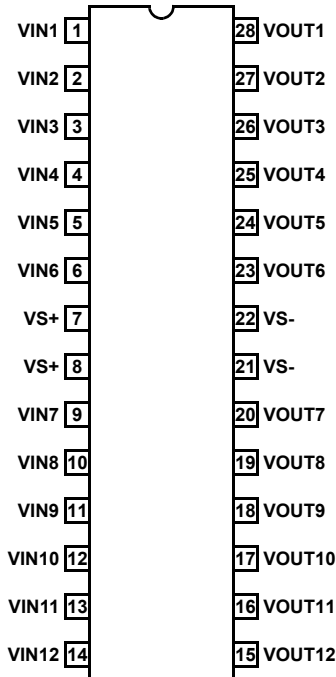 VIN1 1 28 VOUT1
VIN2 2 27 VOUT2
VIN3 3 26 VOUT3
VIN4 4 25 VOUT4
VIN5 5 24 VOUT5
VIN6 6 23 VOUT6
VS+ 7 22 VS-
VS+ 8 21 VS-
VIN7 9 20 VOUT7
VIN8 10 19 VOUT8
VIN9 11 18 VOUT9
VIN10 12 17 VOUT10
VIN11 13 16 VOUT11
VIN12 14 15 VOUT12